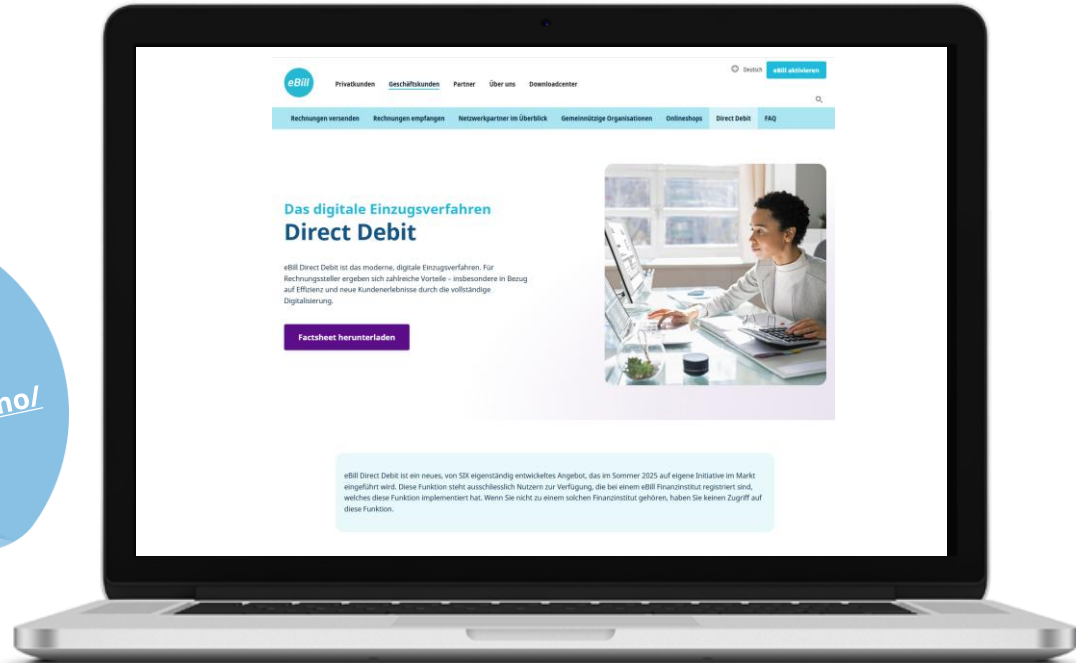 eBill
Privatkunden Geschäftskunden Partner Über uns Downloadcenter
Deutsch eBill aktivieren
Rechnungen versenden Rechnungen empfangen Netzwerkpartner im Überblick Gemeinnützige Organisationen Onlineshops Direct Debit FAQ
Das digitale Einzugsverfahren
Direct Debit
eBill Direct Debit ist das moderne, digitale Einzugsverfahren. Für
Rechnungssteller ergeben sich zahlreiche Vorteile – insbesondere in Bezug
auf Effizienz und neue Kundenerlebnisse durch die vollständige
Digitalisierung.
Factsheet herunterladen
eBill Direct Debit ist ein neues, von SIX eigenständig entwickeltes Angebot, das im Sommer 2025 auf eigene Initiative im Markt
eingeführt wird. Diese Funktion steht ausschliesslich Nutzern zur Verfügung, die bei einem eBill Finanzinstitut registriert sind,
welches diese Funktion implementiert hat. Wenn Sie nicht zu einem solchen Finanzinstitut gehören, haben Sie keinen Zugriff auf
diese Funktion.